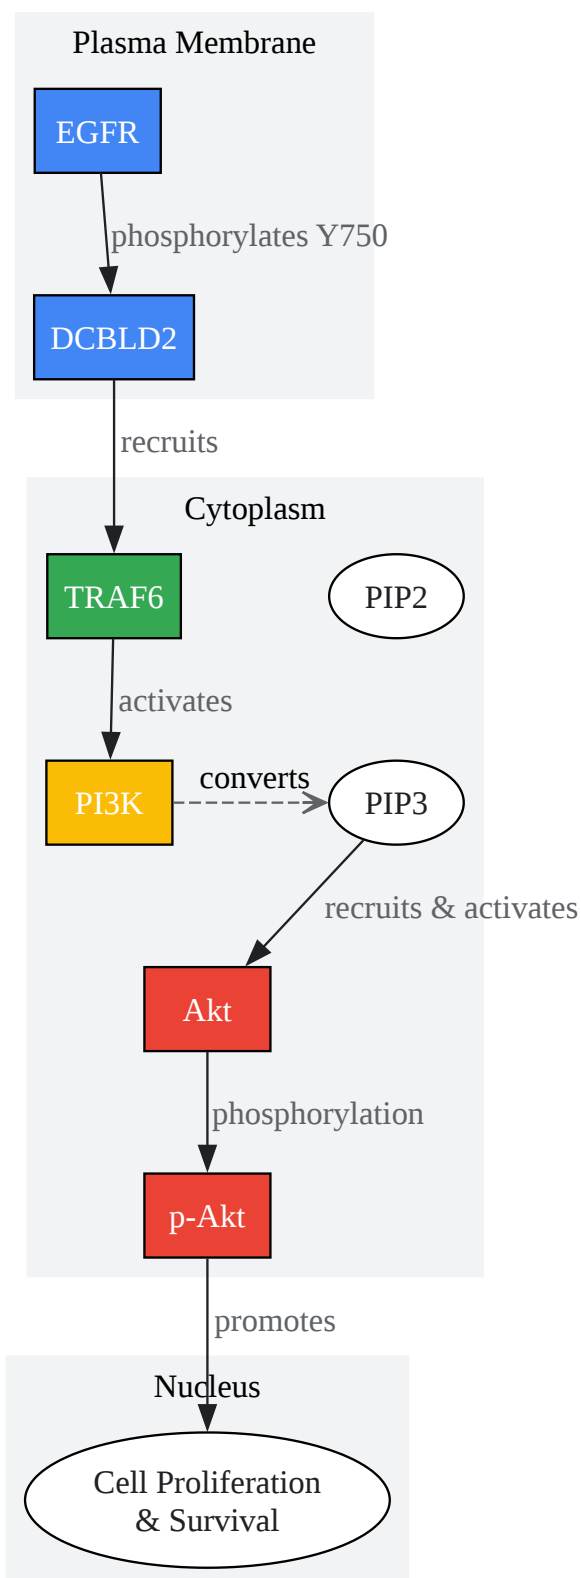 Plasma Membrane
EGFR
phosphorylates Y750
DCBLD2
recruits
Cytoplasm
TRAF6
PIP2
activates
PI3K
converts
PIP3
recruits & activates
Akt
phosphorylation
p-Akt
promotes
Nucleus
Cell Proliferation
& Survival